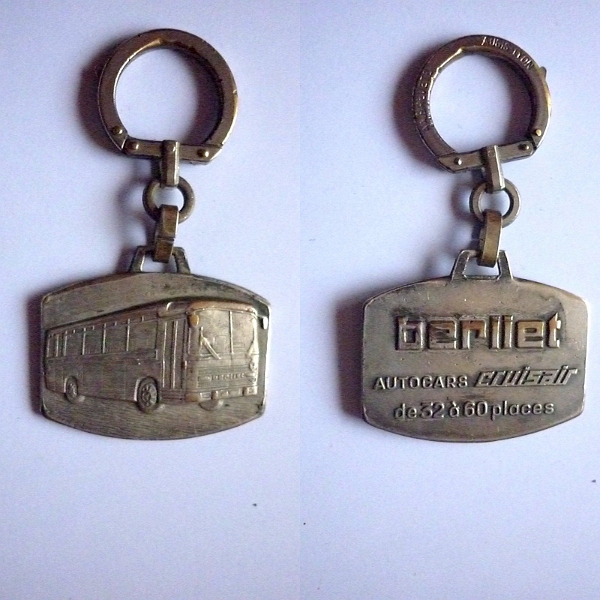 berliet
AUTOCARS cruisair
de 32 à 60 places